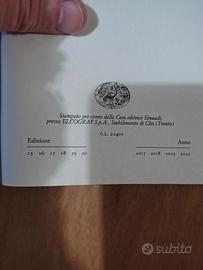 Stampato per conto della Casa editrice Einaudi
presso ELCOGRAF S.p.A., Stabilimento di Cles (Trento)
C.L. 22401
Edizione Anno
15 16 17 18 19 20 2017 2018 2019 2020
subito